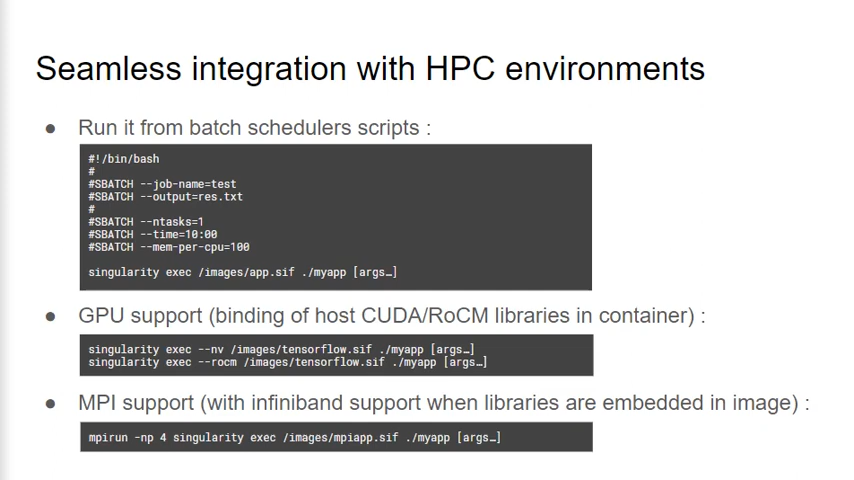 Seamless integration with HPC environments
● Run it from batch schedulers scripts :
#!/bin/bash
#
#SBATCH --job-name=test
#SBATCH --output=res.txt
#
#SBATCH --ntasks=1
#SBATCH --time=10:00
#SBATCH --mem-per-cpu=100
singularity exec /images/app.sif ./myapp [args…]
● GPU support (binding of host CUDA/RoCM libraries in container) :
singularity exec --nv /images/tensorflow.sif ./myapp [args…]
singularity exec --rocm /images/tensorflow.sif ./myapp [args…]
● MPI support (with infiniband support when libraries are embedded in image) :
mpirun -np 4 singularity exec /images/mpiapp.sif ./myapp [args…]